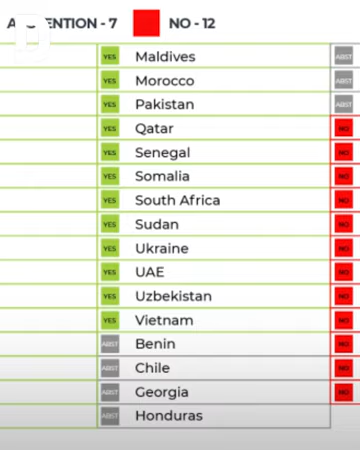 ENTION - 7 NO - 12
YES Maldives ABST
YES Morocco ABST
YES Pakistan ABST
YES Qatar NO
YES Senegal NO
YES Somalia NO
YES South Africa NO
YES Sudan NO
YES Ukraine NO
YES UAE NO
YES Uzbekistan NO
YES Vietnam NO
ABST Benin NO
ABST Chile NO
ABST Georgia NO
ABST Honduras